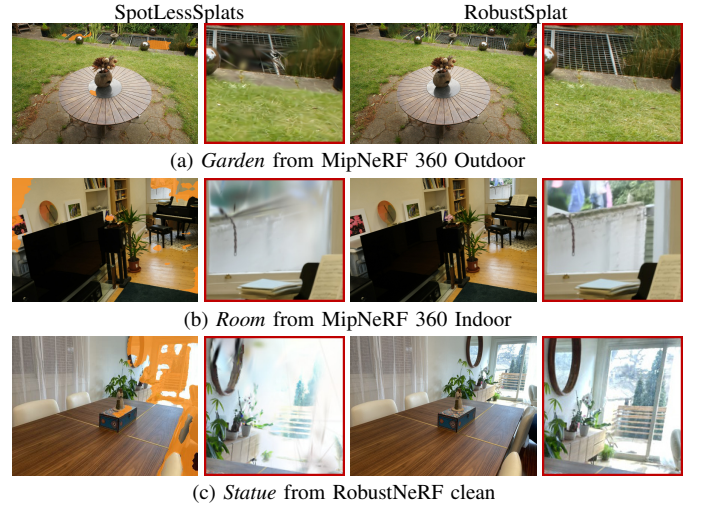 SpotLessSplats RobustSplat
(a) Garden from MipNeRF 360 Outdoor
(b) Room from MipNeRF 360 Indoor
(c) Statue from RobustNeRF clean